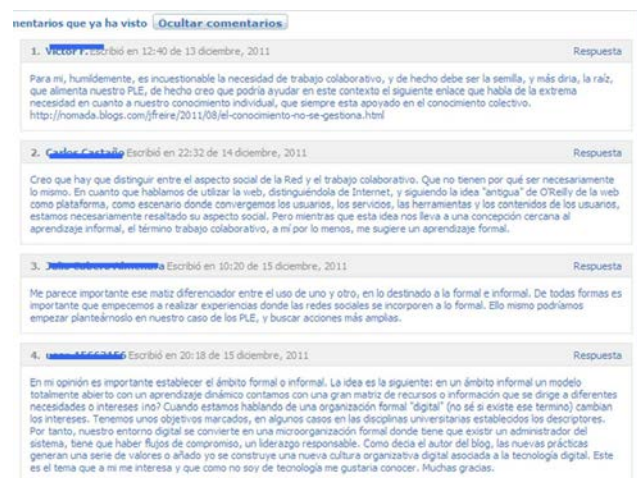 mentarios que ya ha visto Ocultar comentarios
1. Escribió en 12:40 de 13 diciembre, 2011 Respuesta
Para mi, humildemente, es incuestionable la necesidad de trabajo colaborativo, y de hecho debe ser la semilla, y más diria, la raíz,
que alimenta nuestro PLE, de hecho creo que podría ayudar en este contexto el siguiente enlace que habla de la extrema
necesidad en cuanto a nuestro conocimiento individual, que siempre esta apoyado en el conocimiento colectivo.
http://nomada.blogs.com/jfreire/2011/08/el-conocimiento-no-se-gestiona.html
2. Escribió en 22:32 de 14 diciembre, 2011 Respuesta
Creo que hay que distinguir entre el aspecto social de la Red y el trabajo colaborativo. Que no tienen por qué ser necesariamente
lo mismo. En cuanto que hablamos de utilizar la web, distinguiéndola de Internet, y siguiendo la idea "antigua" de O'Reilly de la web
como plataforma, como escenario donde convergemos los usuarios, los servicios, las herramientas y los contenidos de los usuarios,
estamos necesariamente resaltado su aspecto social. Pero mientras que esta idea nos lleva a una concepción cercana al
aprendizaje informal, el término trabajo colaborativo, a mí por lo menos, me sugiere un aprendizaje formal.
3. Escribió en 10:20 de 15 diciembre, 2011 Respuesta
Me parece importante ese matiz diferenciador entre el uso de uno y otro, en lo destinado a la formal e informal. De todas formas es
importante que empecemos a realizar experiencias donde las redes sociales se incorporen a lo formal. Ello mismo podríamos
empezar planteárnoslo en nuestro caso de los PLE, y buscar acciones más amplias.
4. Escribió en 20:18 de 15 diciembre, 2011 Respuesta
En mi opinión es importante establecer el ámbito formal o informal. La idea es la siguiente: en un ámbito informal un modelo
totalmente abierto con un aprendizaje dinámico contamos con una gran matriz de recursos o información que se dirige a diferentes
necesidades o intereses ¿no? Cuando estamos hablando de una organización formal "digital" (no sé si existe ese termino) cambian
los intereses. Tenemos unos objetivos marcados, en algunos casos en las disciplinas universitarias establecidos los descriptores.
Por tanto, nuestro entorno digital se convierte en una microorganización formal donde tiene que existir un administrador del
sistema, tiene que haber flujos de compromiso, un liderazgo responsable. Como decia el autor del blog, las nuevas prácticas
generan una serie de valores o añado yo se construye una nueva cultura organizativa digital asociada a la tecnología digital. Este
es el tema que a mi me interesa y que como no soy de tecnología me gustaria conocer. Muchas gracias.